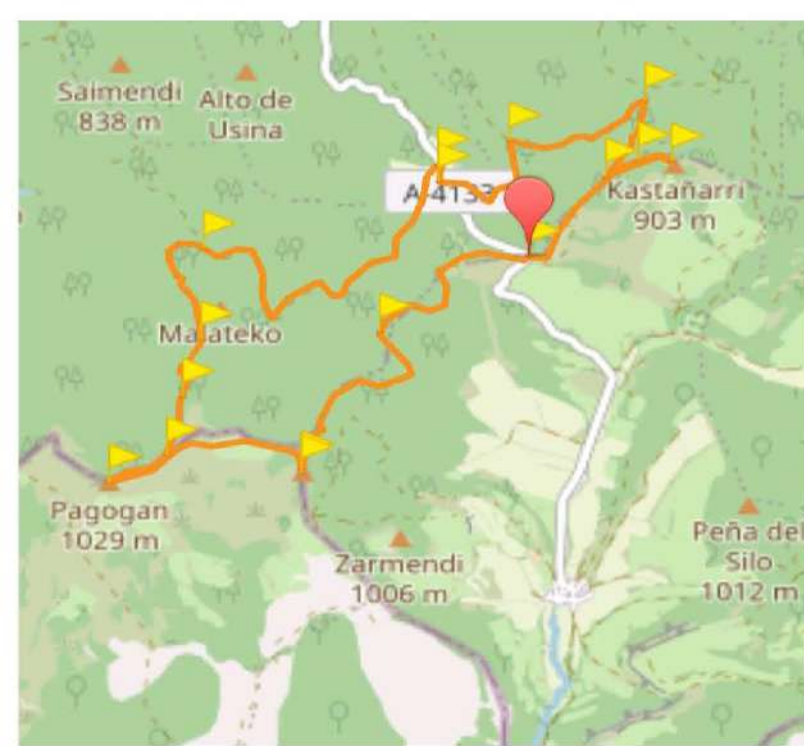 Saimendi
838 m
Alto de
Usina
A-4133
Kastañarri
903 m
Malateko
Pagogan
1029 m
Zarmendi
1006 m
Peña del
Silo
1012 m